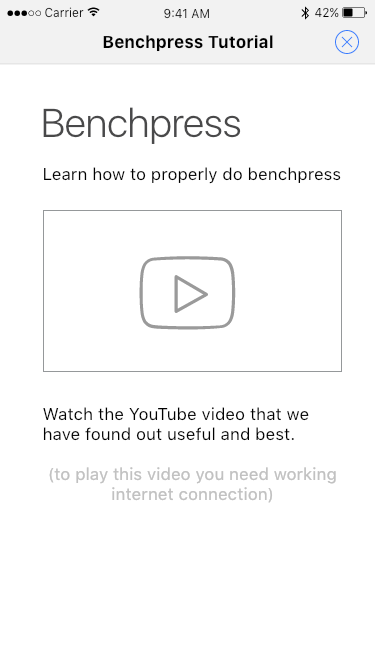 Carrier 9:41 AM 42%
Benchpress Tutorial
Benchpress
Learn how to properly do benchpress
Watch the YouTube video that we
have found out useful and best.
(to play this video you need working
internet connection)